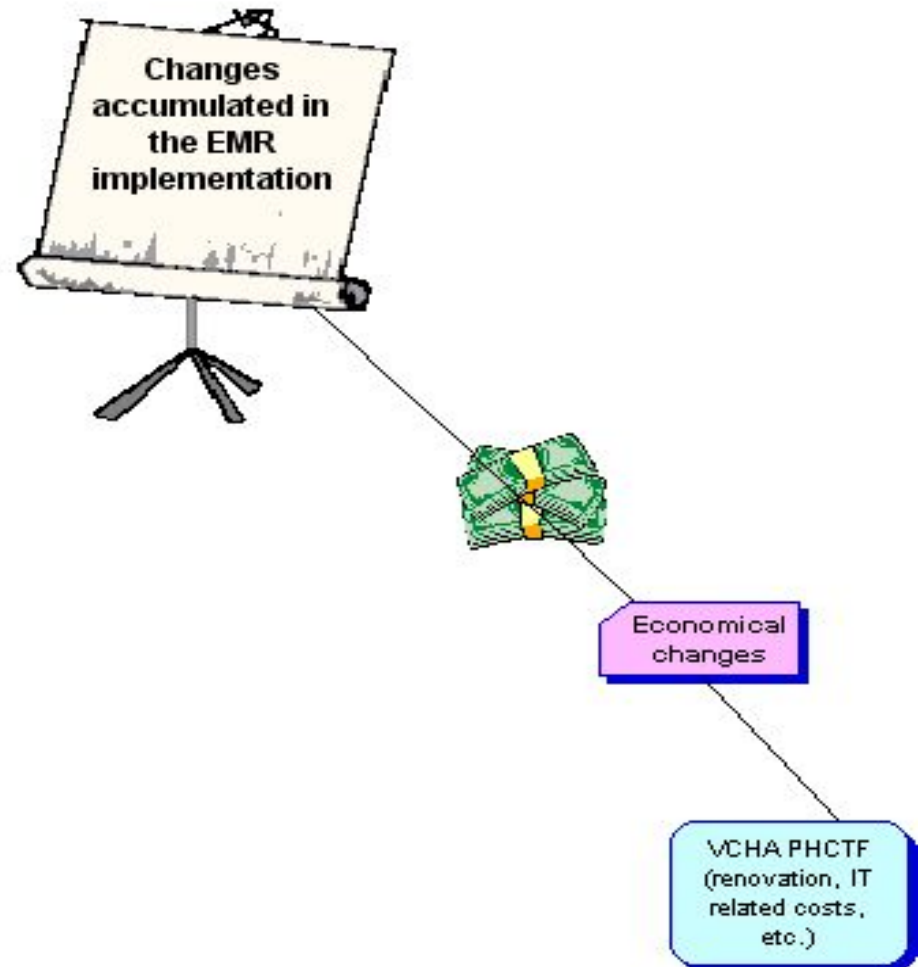 Changes
accumulated in
the EMR
implementation
Economical
changes
VCHA PHCTF
(renovation, IT
related costs,
etc.)